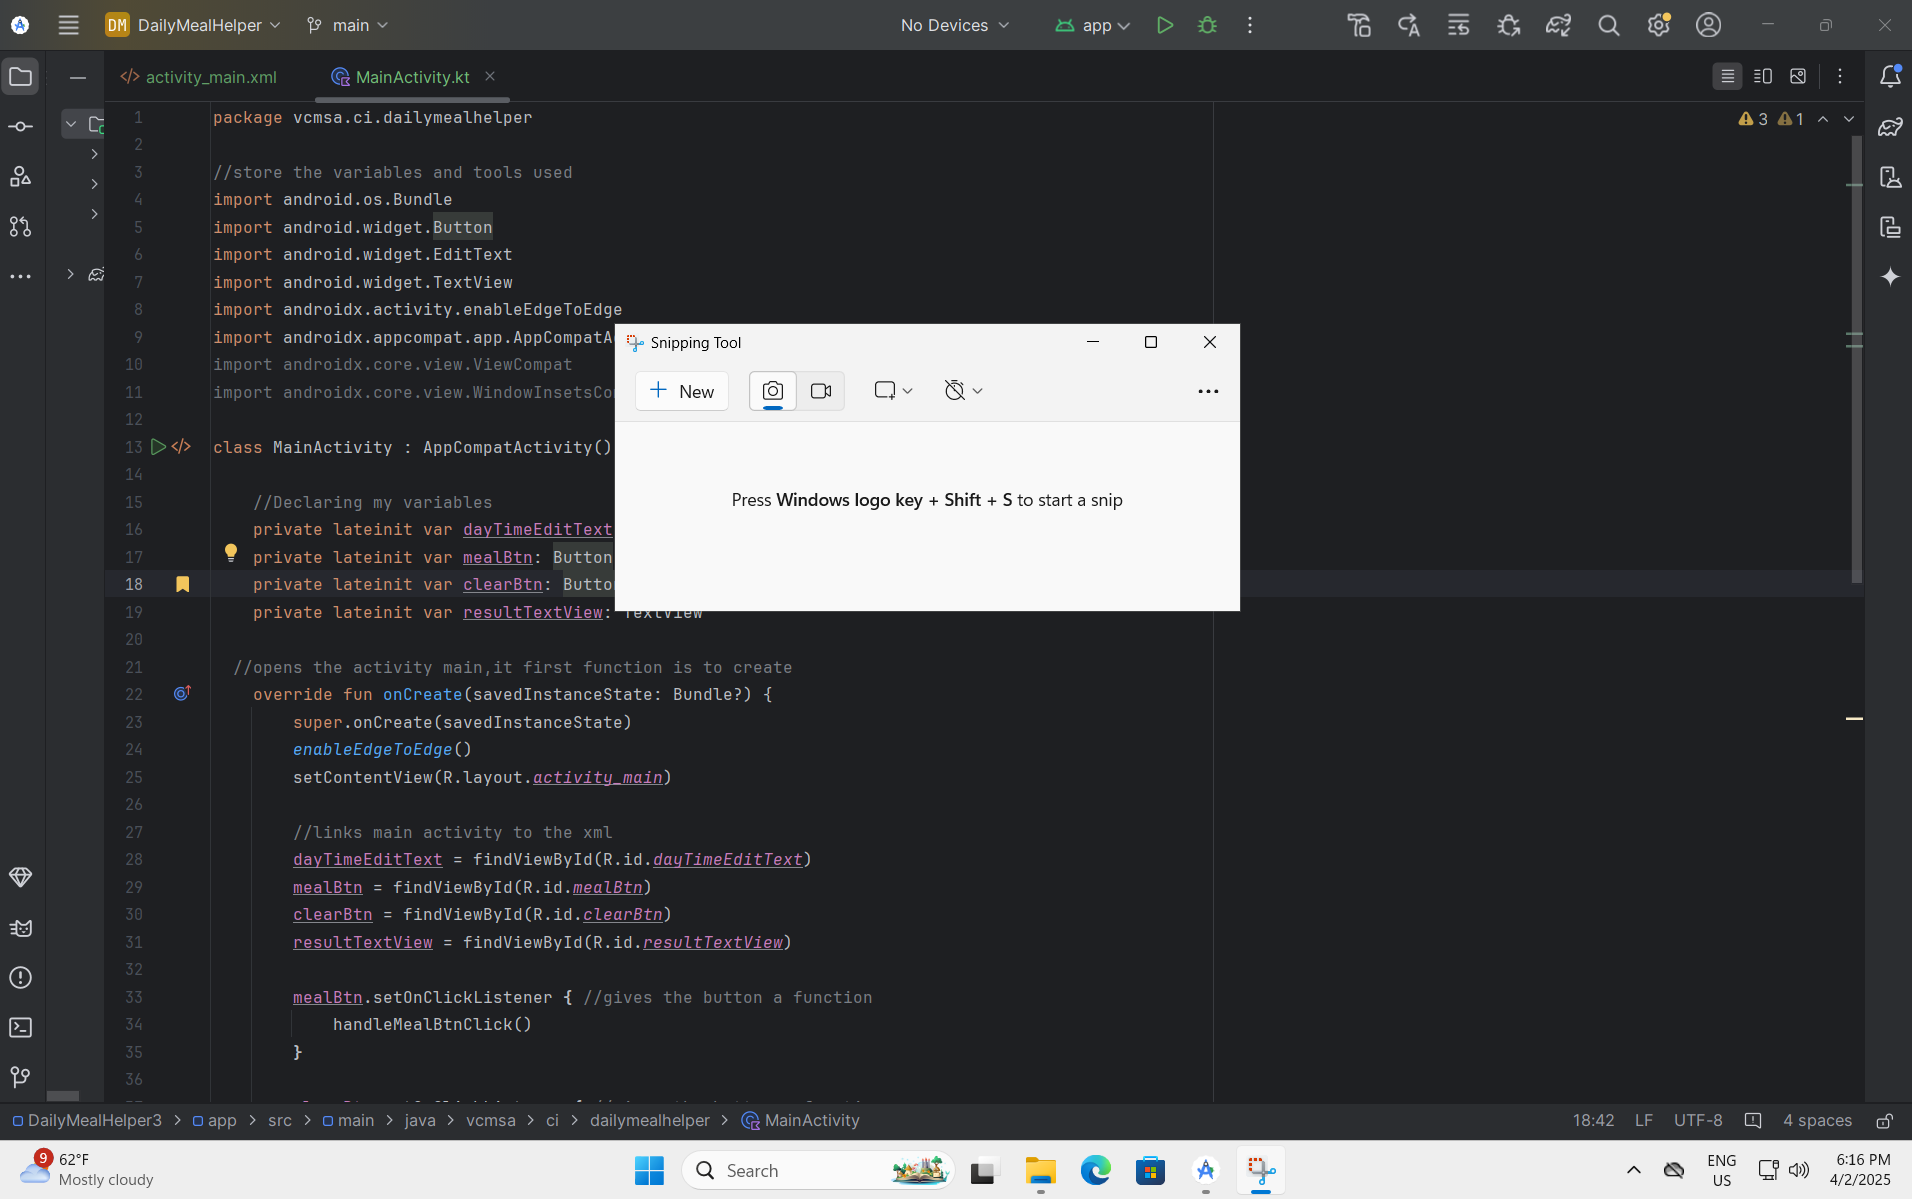 DM DailyMealHelper main No Devices app
activity_main.xml MainActivity.kt
3 1
1 package vcmsa.ci.dailymealhelper
2
3 //store the variables and tools used
4 import android.os.Bundle
5 import android.widget.Button
6 import android.widget.EditText
7 import android.widget.TextView
8 import androidx.activity.enableEdgeToEdge
9 import androidx.appcompat.app.AppCompatA
10 import androidx.core.view.ViewCompat
11 import androidx.core.view.WindowInsetsCo
12
13 class MainActivity : AppCompatActivity()
14
15 //Declaring my variables
16 private lateinit var dayTimeEditText
17 private lateinit var mealBtn: Button
18 private lateinit var clearBtn: Butto
19 private lateinit var resultTextView: TextView
20
21 //opens the activity main,it first function is to create
22 override fun onCreate(savedInstanceState: Bundle?) {
23 super.onCreate(savedInstanceState)
24 enableEdgeToEdge()
25 setContentView(R.layout.activity_main)
26
27 //links main activity to the xml
28 dayTimeEditText = findViewById(R.id.dayTimeEditText)
29 mealBtn = findViewById(R.id.mealBtn)
30 clearBtn = findViewById(R.id.clearBtn)
31 resultTextView = findViewById(R.id.resultTextView)
32
33 mealBtn.setOnClickListener { //gives the button a function
34 handleMealBtnClick()
35 }
36
Snipping Tool
New
Press Windows logo key + Shift + S to start a snip
DailyMealHelper3 app src main java vcmsa ci dailymealhelper MainActivity 18:42 LF UTF-8 4 spaces
9 62°F
Mostly cloudy
Search
ENG
US
6:16 PM
4/2/2025